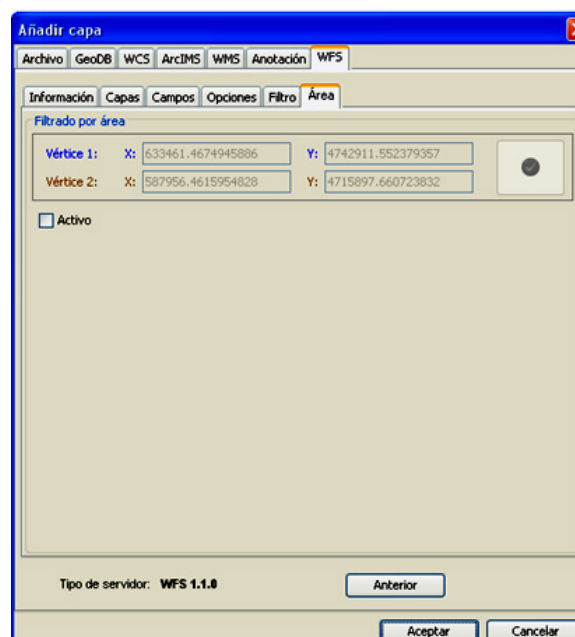 Añadir capa
Archivo GeoDB WCS ArcIMS WMS Anotación WFS
Información Capas Campos Opciones Filtro Área
Filtrado por área
Vértice 1: X: 633461.4674945886 Y: 4742911.552379357
Vértice 2: X: 587956.4615954828 Y: 4715897.660723832
Activo
Tipo de servidor: WFS 1.1.0 Anterior
Aceptar Cancelar